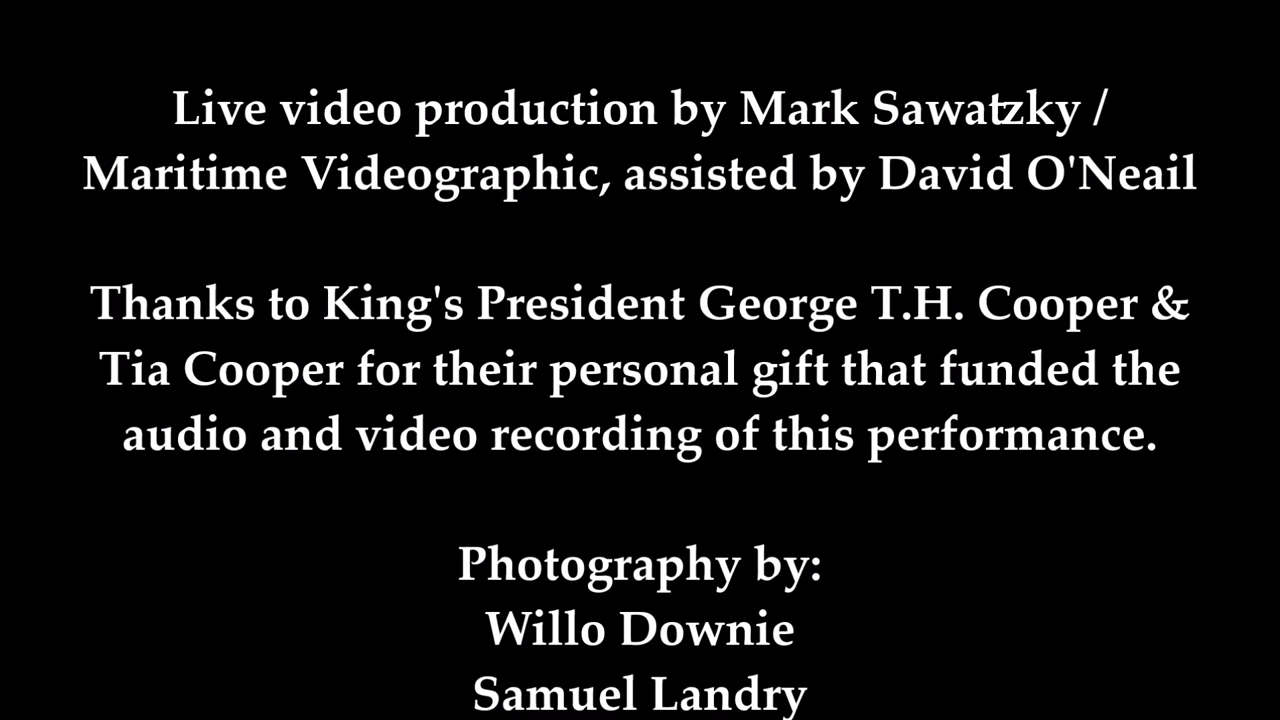 Live video production by Mark Sawatzky /
Maritime Videographic, assisted by David O'Neail
Thanks to King's President George T.H. Cooper &
Tia Cooper for their personal gift that funded the
audio and video recording of this performance.
Photography by:
Willo Downie
Samuel Landry